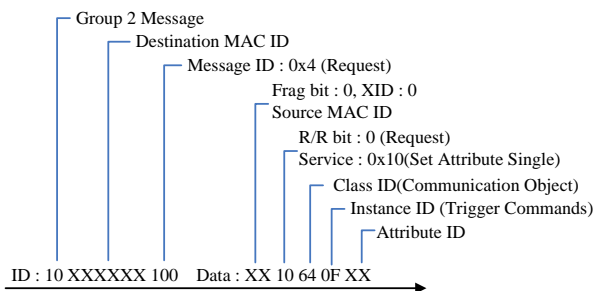 Group 2 Message
Destination MAC ID
Message ID : 0x4 (Request)
Frag bit : 0, XID : 0
Source MAC ID
R/R bit : 0 (Request)
Service : 0x10(Set Attribute Single)
Class ID(Communication Object)
Instance ID (Trigger Commands)
Attribute ID
ID : 10 XXXXXX 100 Data : XX 10 64 0F XX